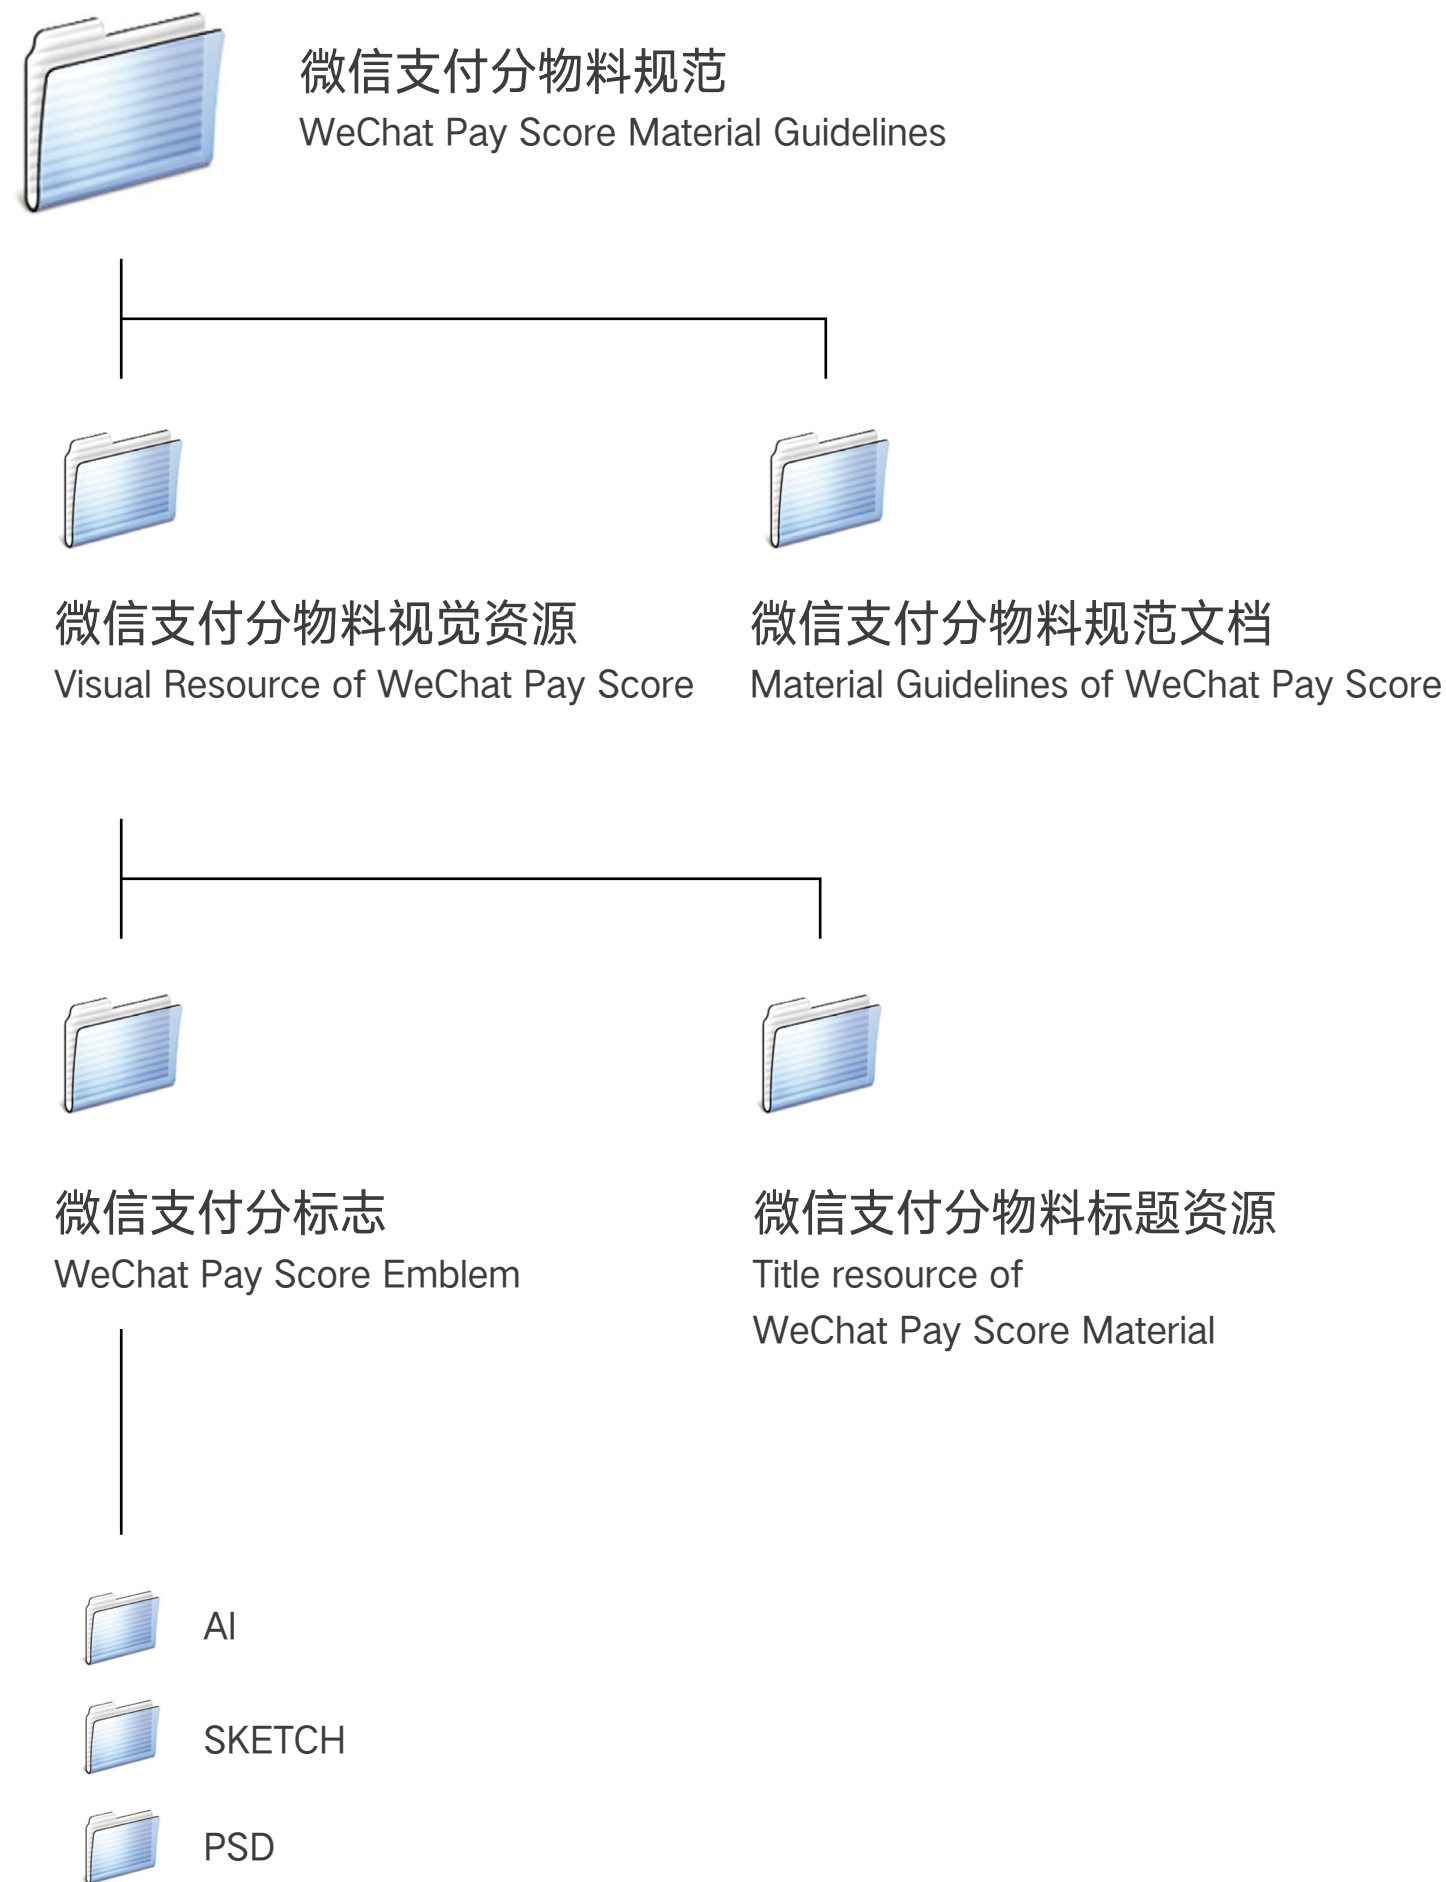 微信支付分物料规范
WeChat Pay Score Material Guidelines
微信支付分物料视觉资源
Visual Resource of WeChat Pay Score
微信支付分物料规范文档
Material Guidelines of WeChat Pay Score
微信支付分标志
WeChat Pay Score Emblem
微信支付分物料标题资源
Title resource of
WeChat Pay Score Material
AI
SKETCH
PSD